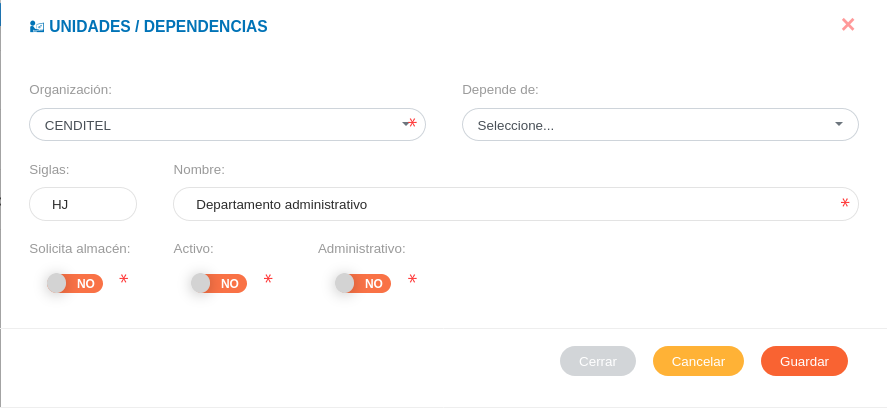 UNIDADES / DEPENDENCIAS
Organización: Depende de:
CENDITEL Seleccione...
Siglas: Nombre:
HJ Departamento administrativo
Solicita almacén: Activo: Administrativo:
NO NO NO
Cerrar Cancelar Guardar